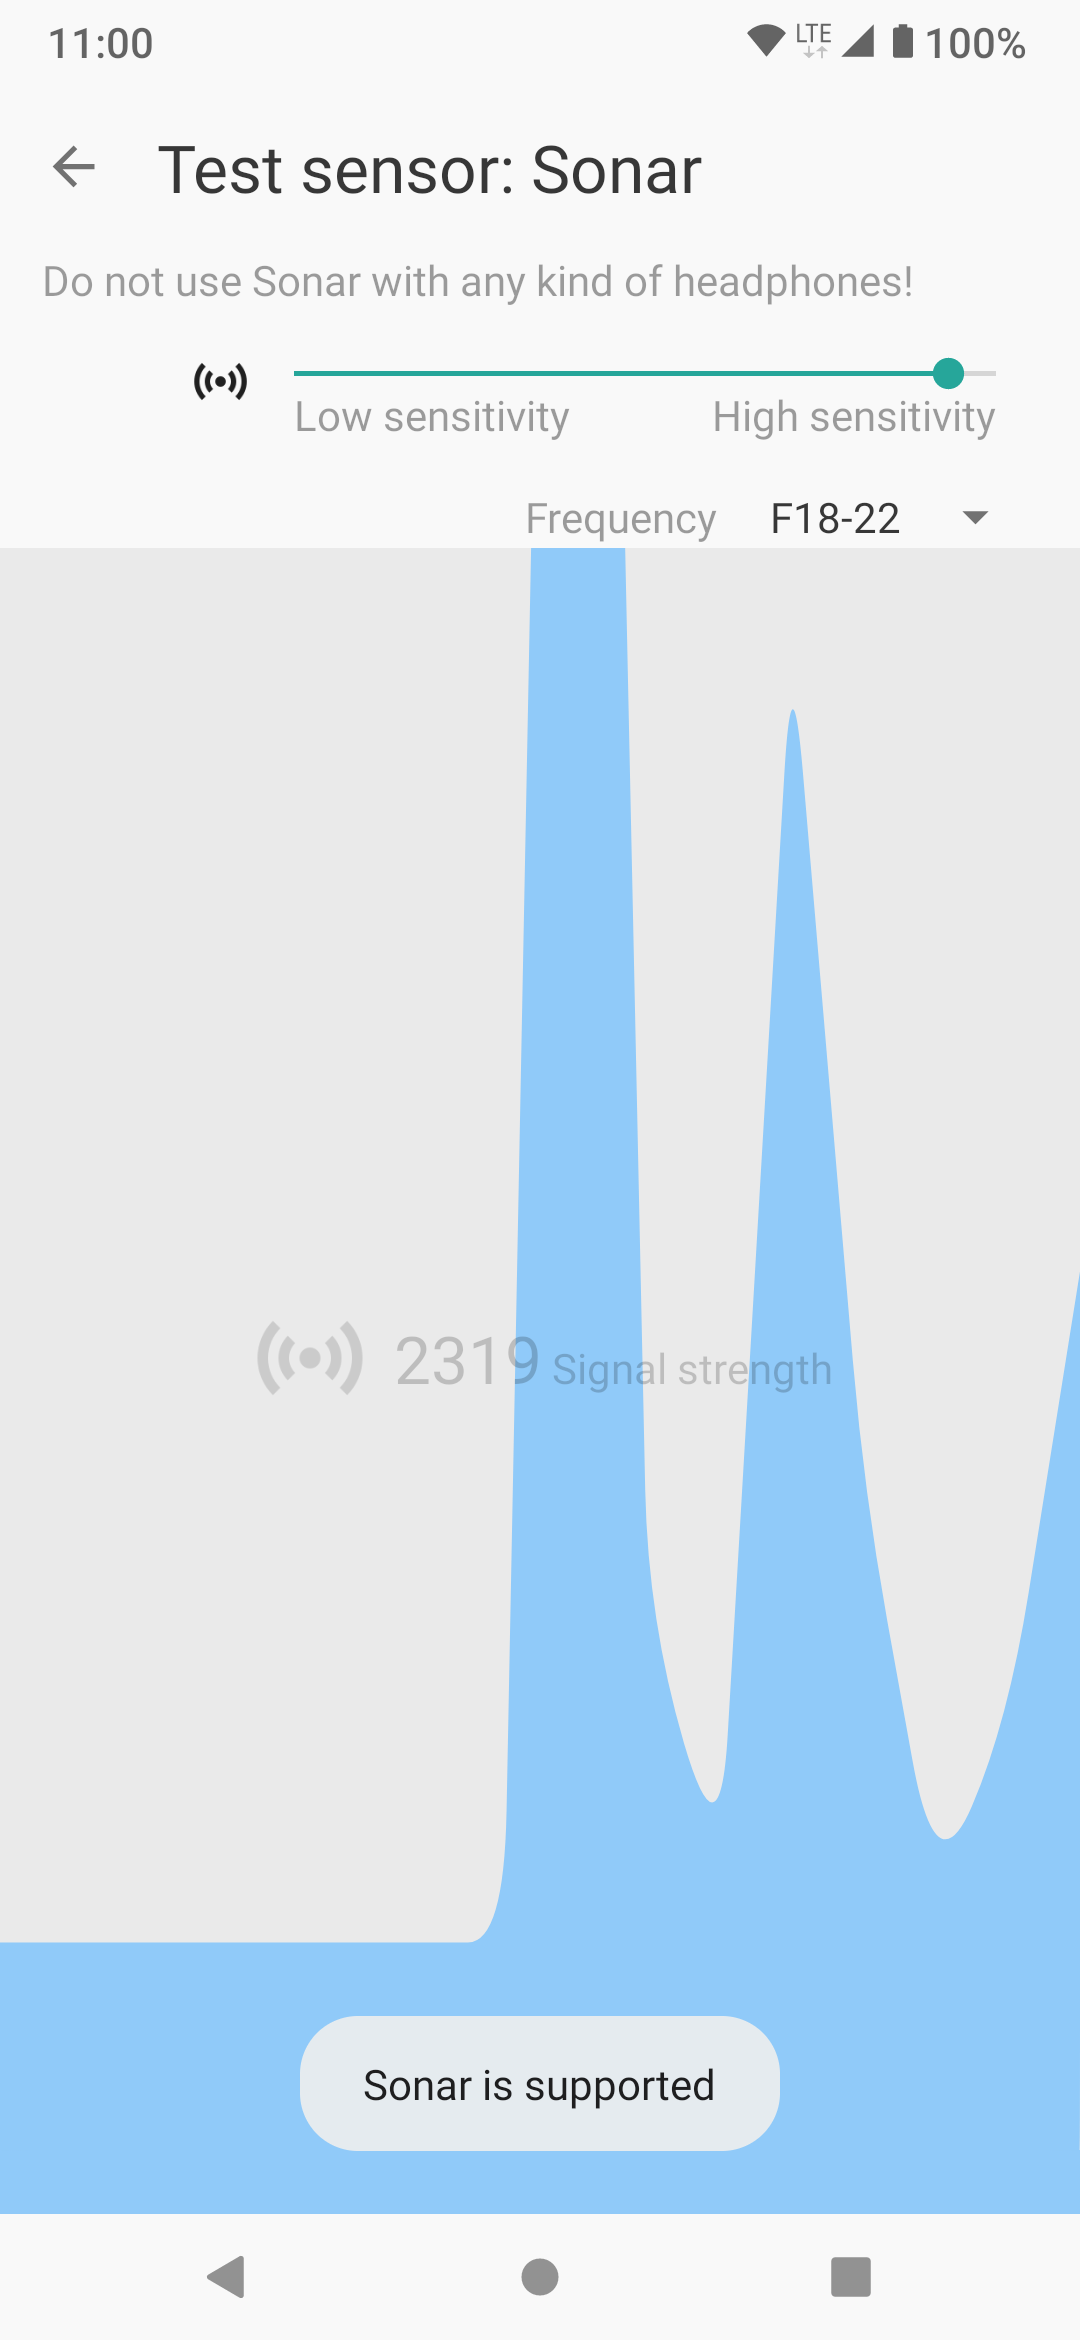 11:00 LTE 100%
Test sensor: Sonar
Do not use Sonar with any kind of headphones!
Low sensitivity High sensitivity
Frequency F18-22
2319 Signal strength
Sonar is supported